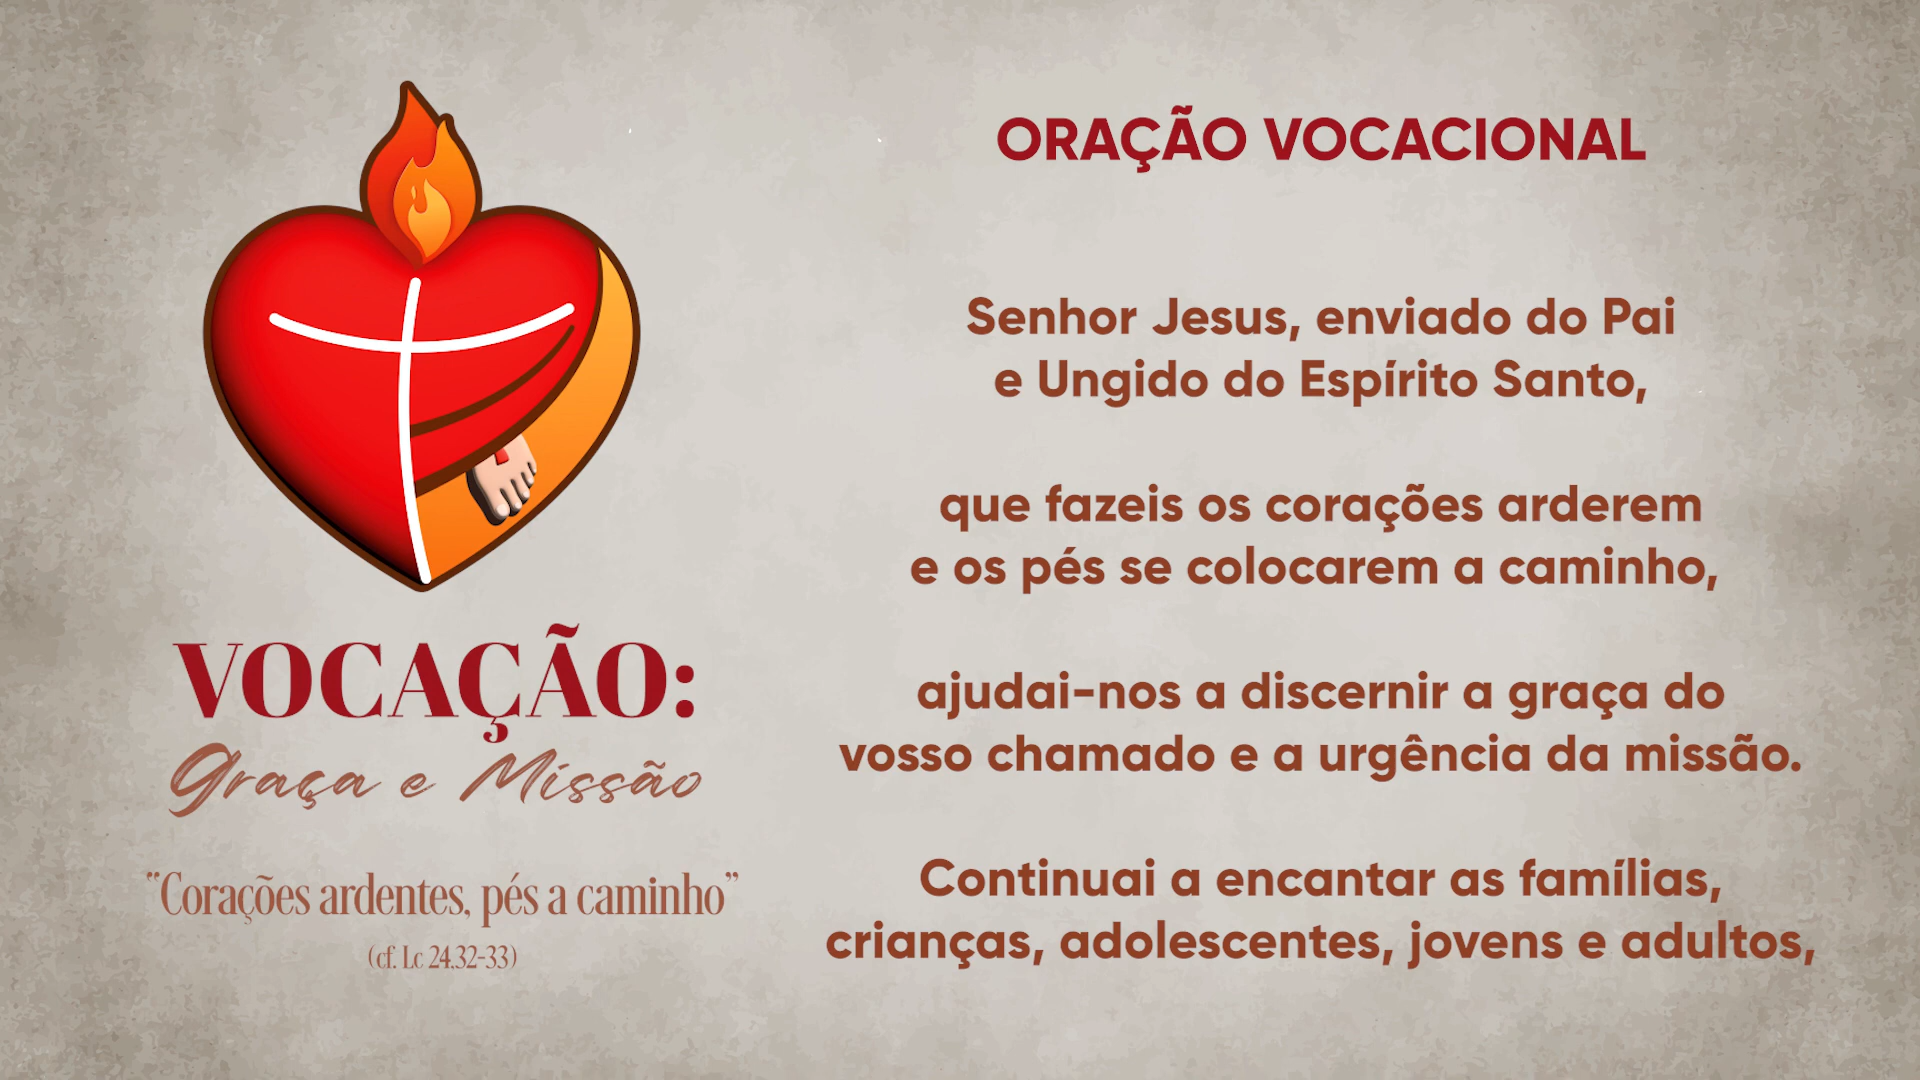 VOCAÇÃO:
Graça e Missão
“Corações ardentes, pés a caminho”
(cf. Lc 24,32-33)
ORAÇÃO VOCACIONAL
Senhor Jesus, enviado do Pai
e Ungido do Espírito Santo,
que fazeis os corações arderem
e os pés se colocarem a caminho,
ajudai-nos a discernir a graça do
vosso chamado e a urgência da missão.
Continuai a encantar as famílias,
crianças, adolescentes, jovens e adultos,